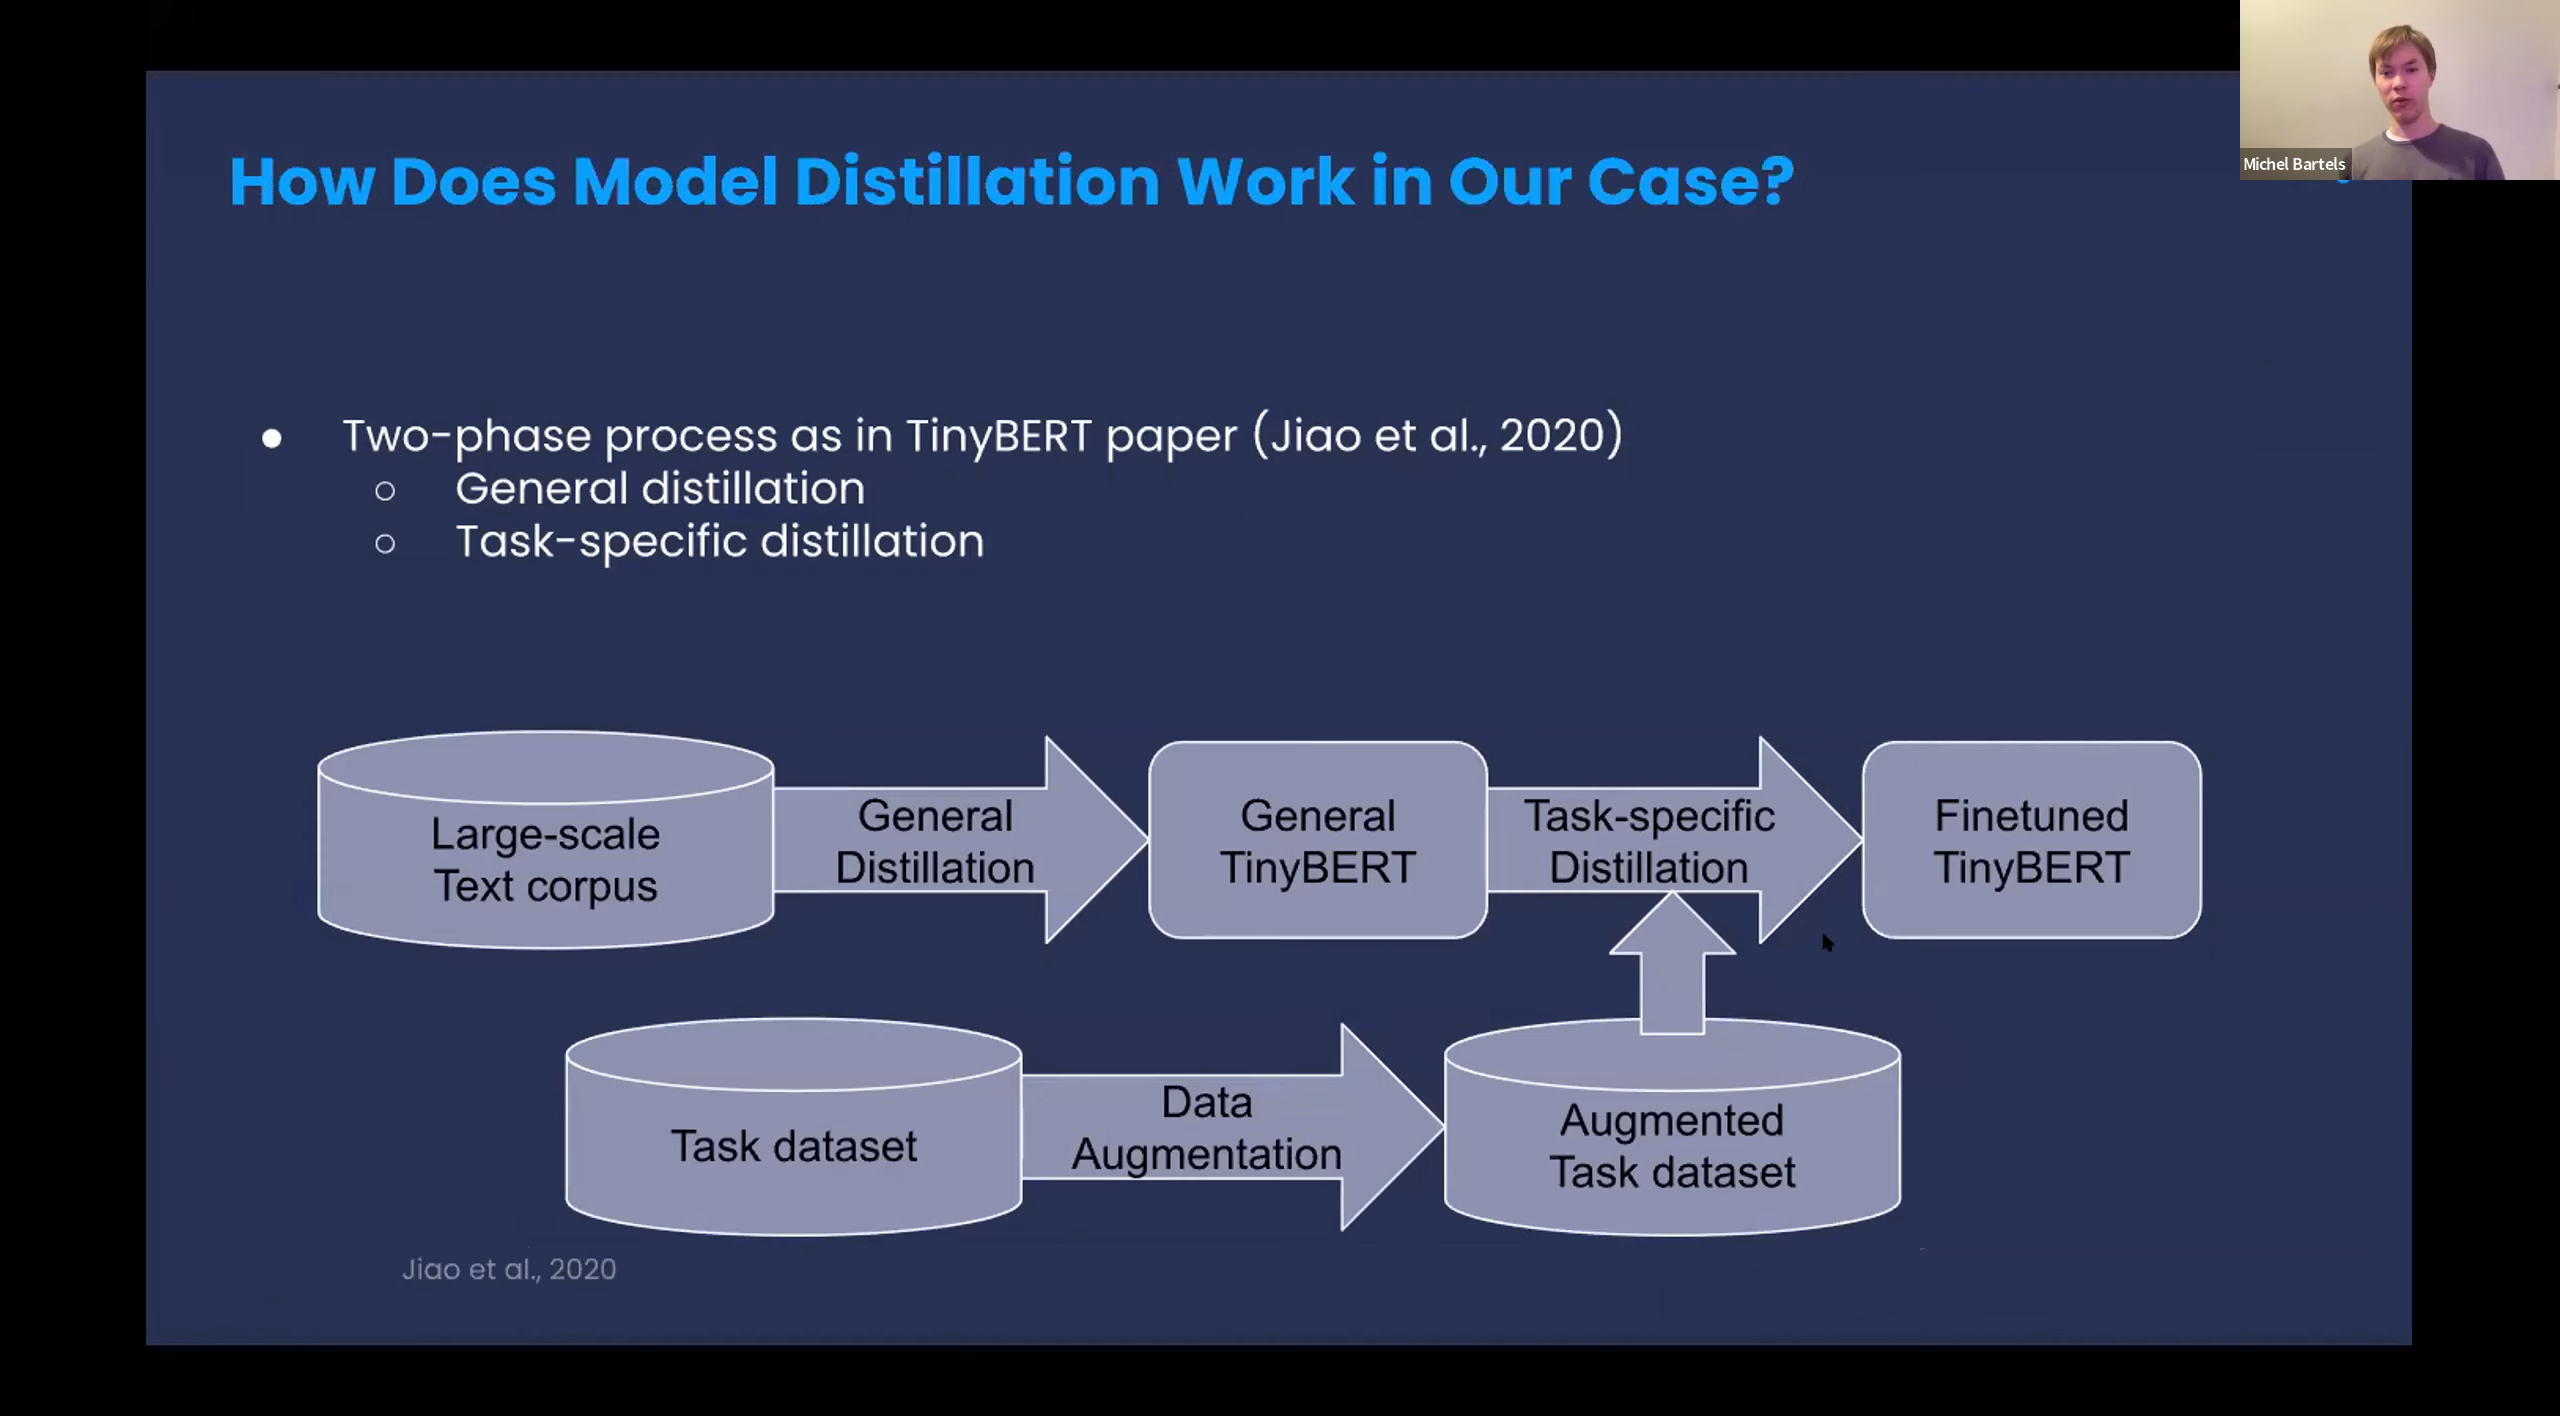 How Does Model Distillation Work in Our Case?
Michel Bartels
● Two-phase process as in TinyBERT paper (Jiao et al., 2020)
○ General distillation
○ Task-specific distillation
Large-scale
Text corpus
General
Distillation
General
TinyBERT
Task-specific
Distillation
Finetuned
TinyBERT
Task dataset
Data
Augmentation
Augmented
Task dataset
Jiao et al., 2020